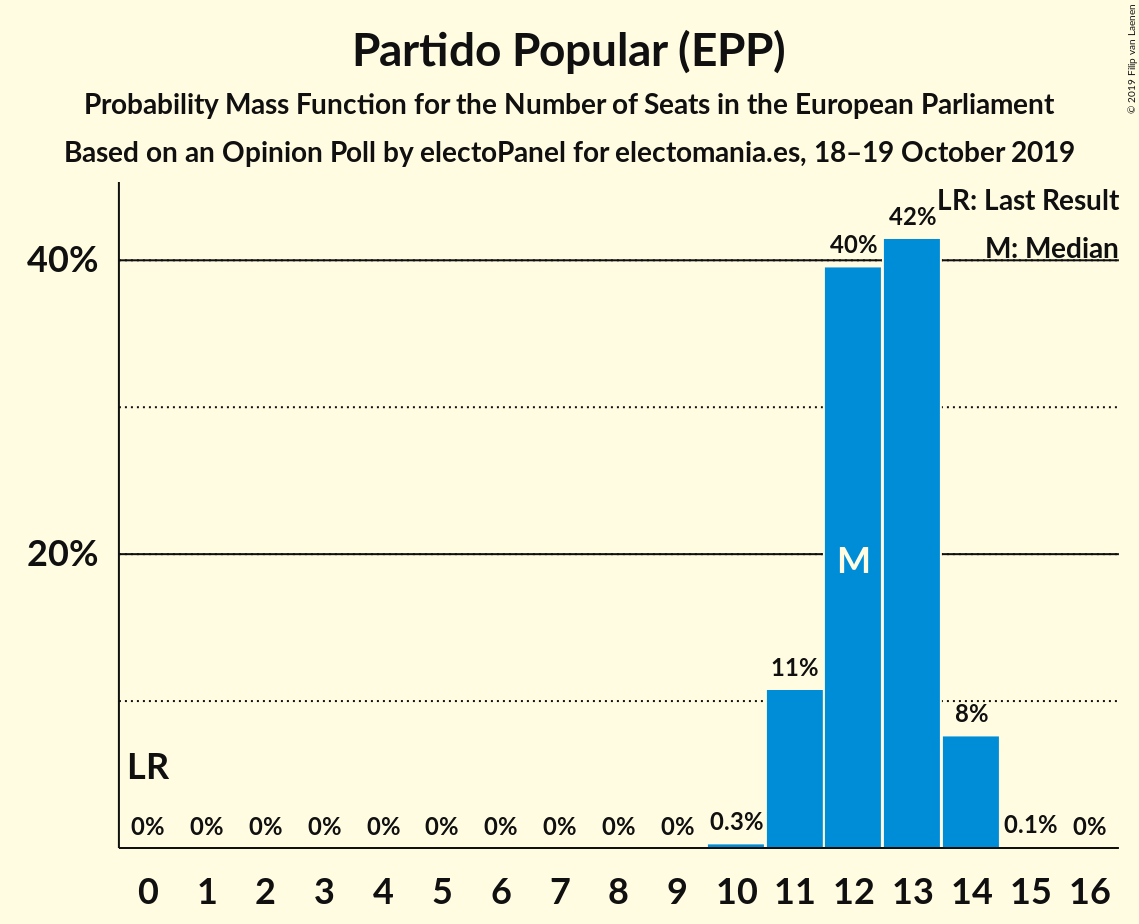 Partido Popular (EPP)
Probability Mass Function for the Number of Seats in the European Parliament
Based on an Opinion Poll by electoPanel for electomania.es, 18–19 October 2019
© 2019 Filip van Laenen
LR: Last Result
M: Median
40%
20%
42%
40%
M
11%
8%
LR
0% 0% 0% 0% 0% 0% 0% 0% 0% 0% 0.3% 0.1% 0%
0 1 2 3 4 5 6 7 8 9 10 11 12 13 14 15 16